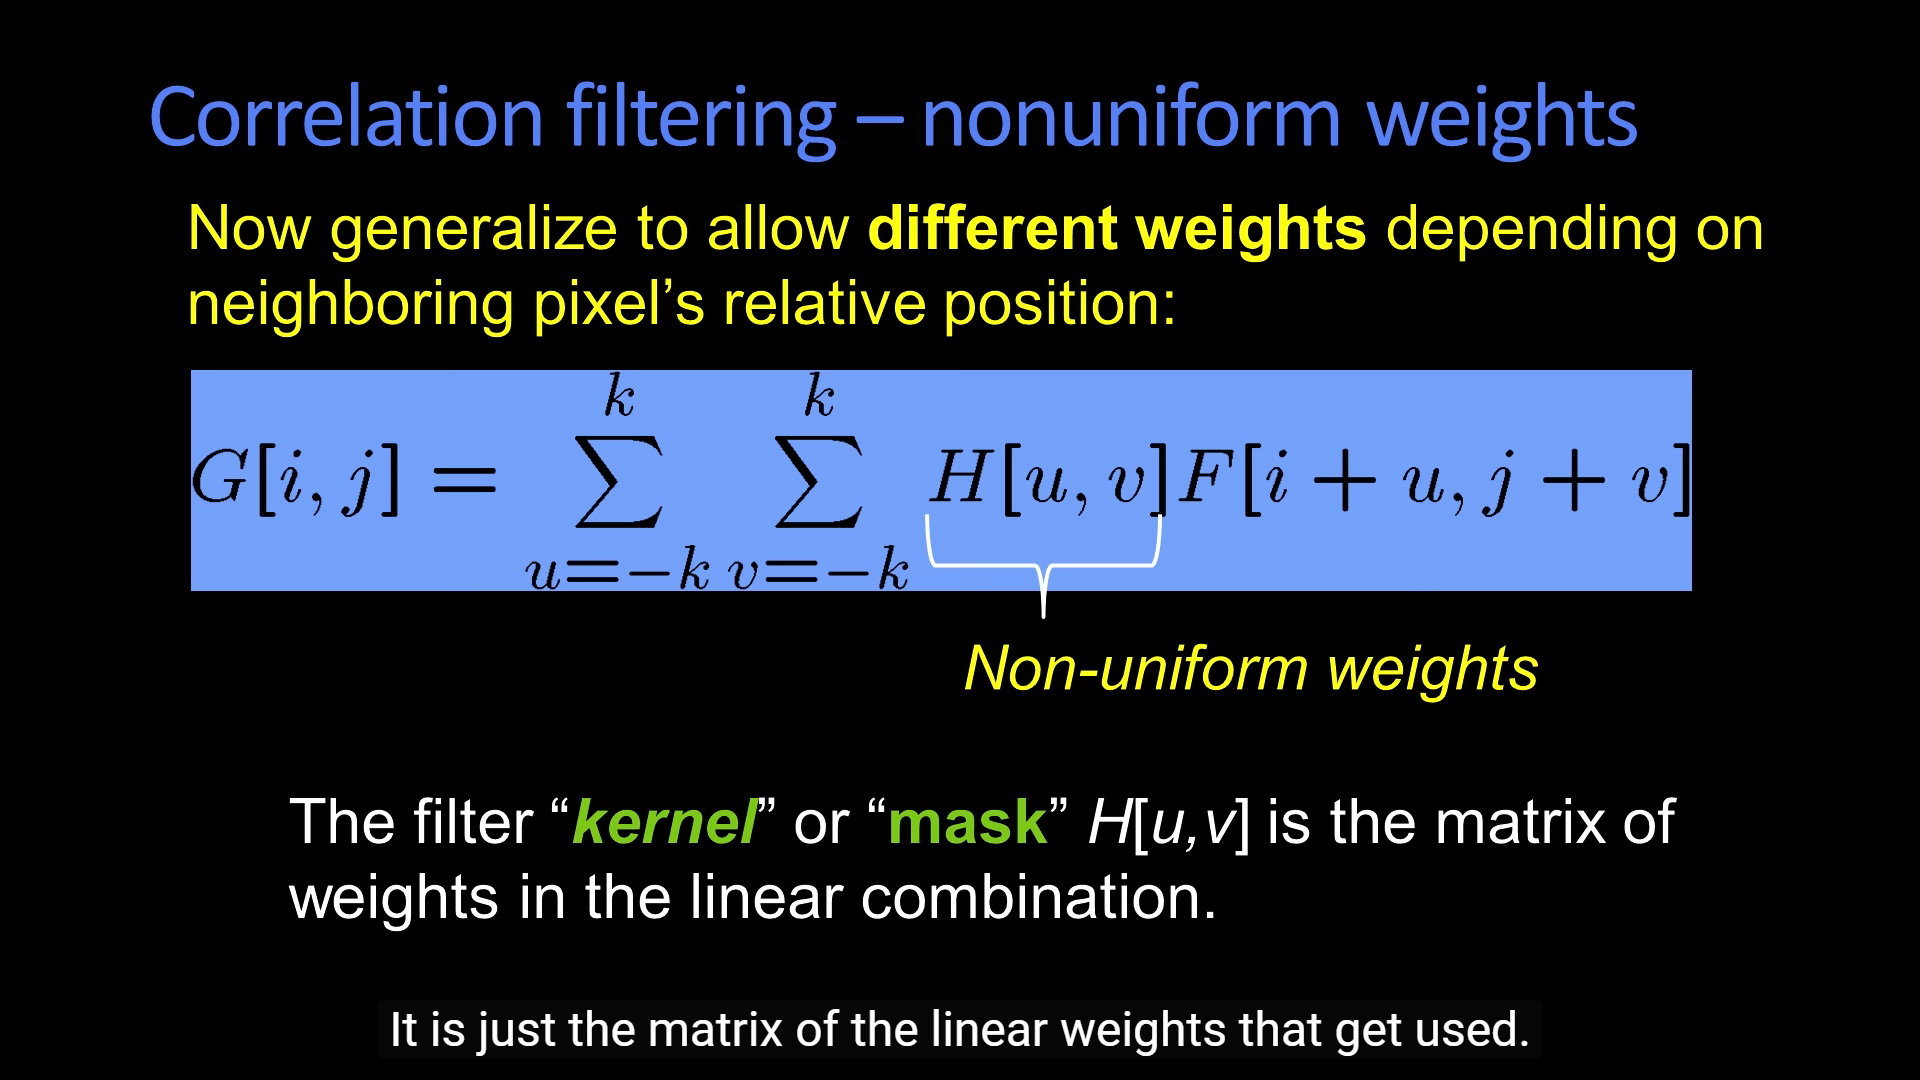 Correlation filtering – nonuniform weights
Now generalize to allow different weights depending on
neighboring pixel’s relative position:
G[i, j] = \sum_{u=-k}^{k} \sum_{v=-k}^{k} H[u, v]F[i + u, j + v]
Non-uniform weights
The filter “kernel” or “mask” H[u,v] is the matrix of
weights in the linear combination.
It is just the matrix of the linear weights that get used.